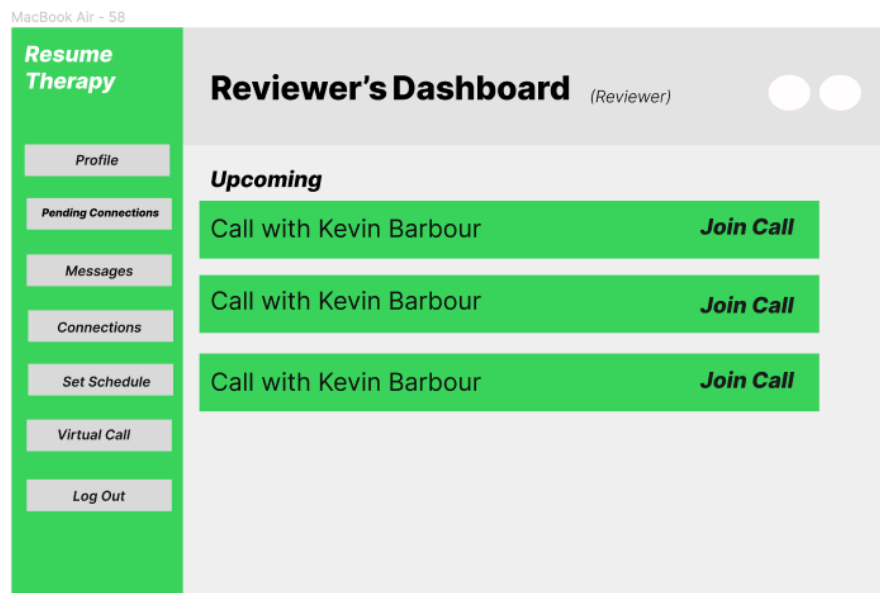 MacBook Air - 58
Resume
Therapy
Reviewer's Dashboard (Reviewer)
Profile
Pending Connections
Messages
Connections
Set Schedule
Virtual Call
Log Out
Upcoming
Call with Kevin Barbour Join Call
Call with Kevin Barbour Join Call
Call with Kevin Barbour Join Call